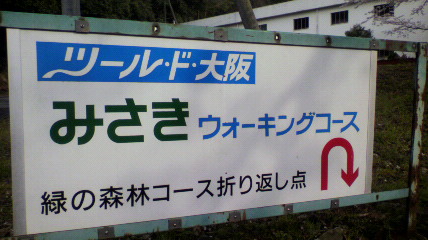 ツール・ド・大阪
みさき ウォーキングコース
緑の森林コース折り返し点